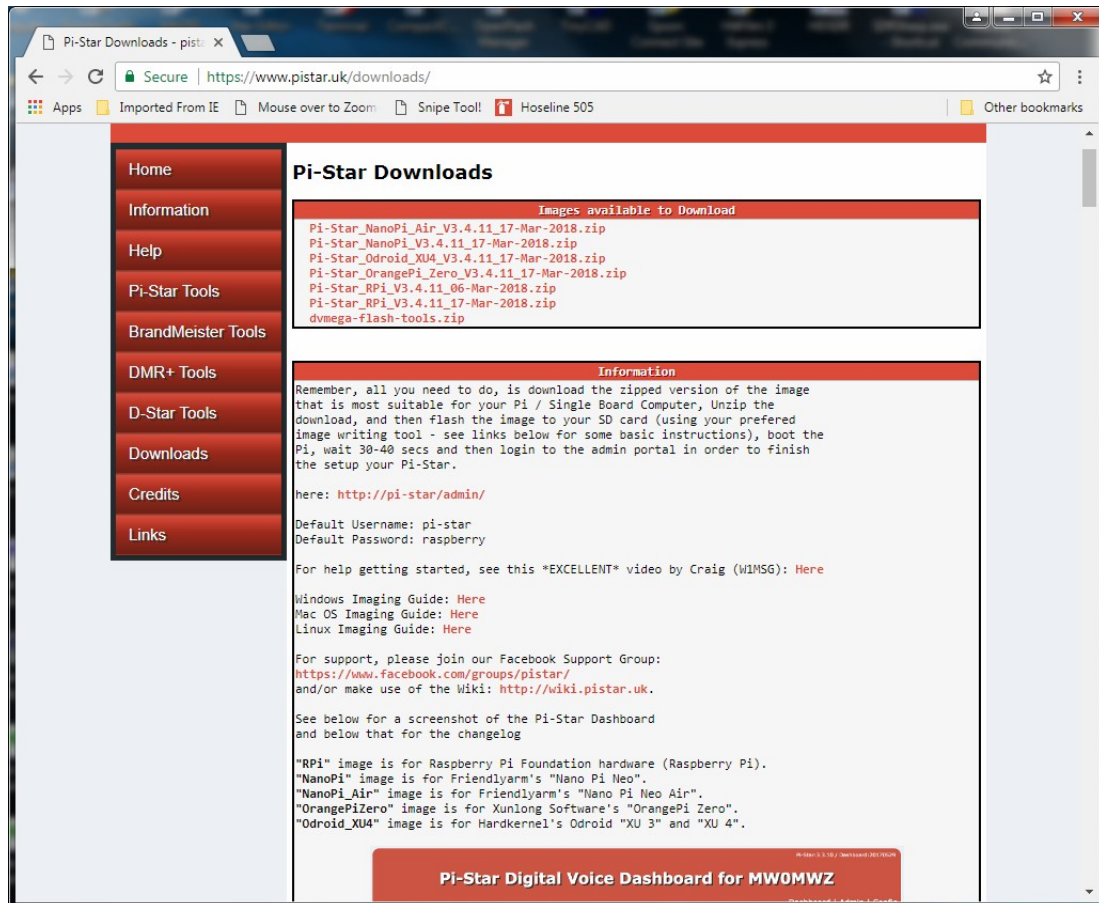 Pi-Star Downloads - pista
Secure | https://www.pistar.uk/downloads/
Apps Imported From IE Mouse over to Zoom Snipe Tool! Hoseline 505 Other bookmarks
Home
Information
Help
Pi-Star Tools
BrandMeister Tools
DMR+ Tools
D-Star Tools
Downloads
Credits
Links
Pi-Star Downloads
Images available to Download
Pi-Star_NanoPi_Air_V3.4.11_17-Mar-2018.zip
Pi-Star_NanoPi_V3.4.11_17-Mar-2018.zip
Pi-Star_Odroid_XU4_V3.4.11_17-Mar-2018.zip
Pi-Star_OrangePi_Zero_V3.4.11_17-Mar-2018.zip
Pi-Star_RPi_V3.4.11_06-Mar-2018.zip
Pi-Star_RPi_V3.4.11_17-Mar-2018.zip
dvmega-flash-tools.zip
Information
Remember, all you need to do, is download the zipped version of the image
that is most suitable for your Pi / Single Board Computer, Unzip the
download, and then flash the image to your SD card (using your prefered
image writing tool - see links below for some basic instructions), boot the
Pi, wait 30-40 secs and then login to the admin portal in order to finish
the setup your Pi-Star.
here: http://pi-star/admin/
Default Username: pi-star
Default Password: raspberry
For help getting started, see this *EXCELLENT* video by Craig (W1MSG): Here
Windows Imaging Guide: Here
Mac OS Imaging Guide: Here
Linux Imaging Guide: Here
For support, please join our Facebook Support Group:
https://www.facebook.com/groups/pistar/
and/or make use of the Wiki: http://wiki.pistar.uk.
See below for a screenshot of the Pi-Star Dashboard
and below that for the changelog
"RPi" image is for Raspberry Pi Foundation hardware (Raspberry Pi).
"NanoPi" image is for Friendlyarm's "Nano Pi Neo".
"NanoPi_Air" image is for Friendlyarm's "Nano Pi Neo Air".
"OrangePiZero" image is for Xunlong Software's "OrangePi Zero".
"Odroid_XU4" image is for Hardkernel's Odroid "XU 3" and "XU 4".
Pi-Star Digital Voice Dashboard for MW0MWZ